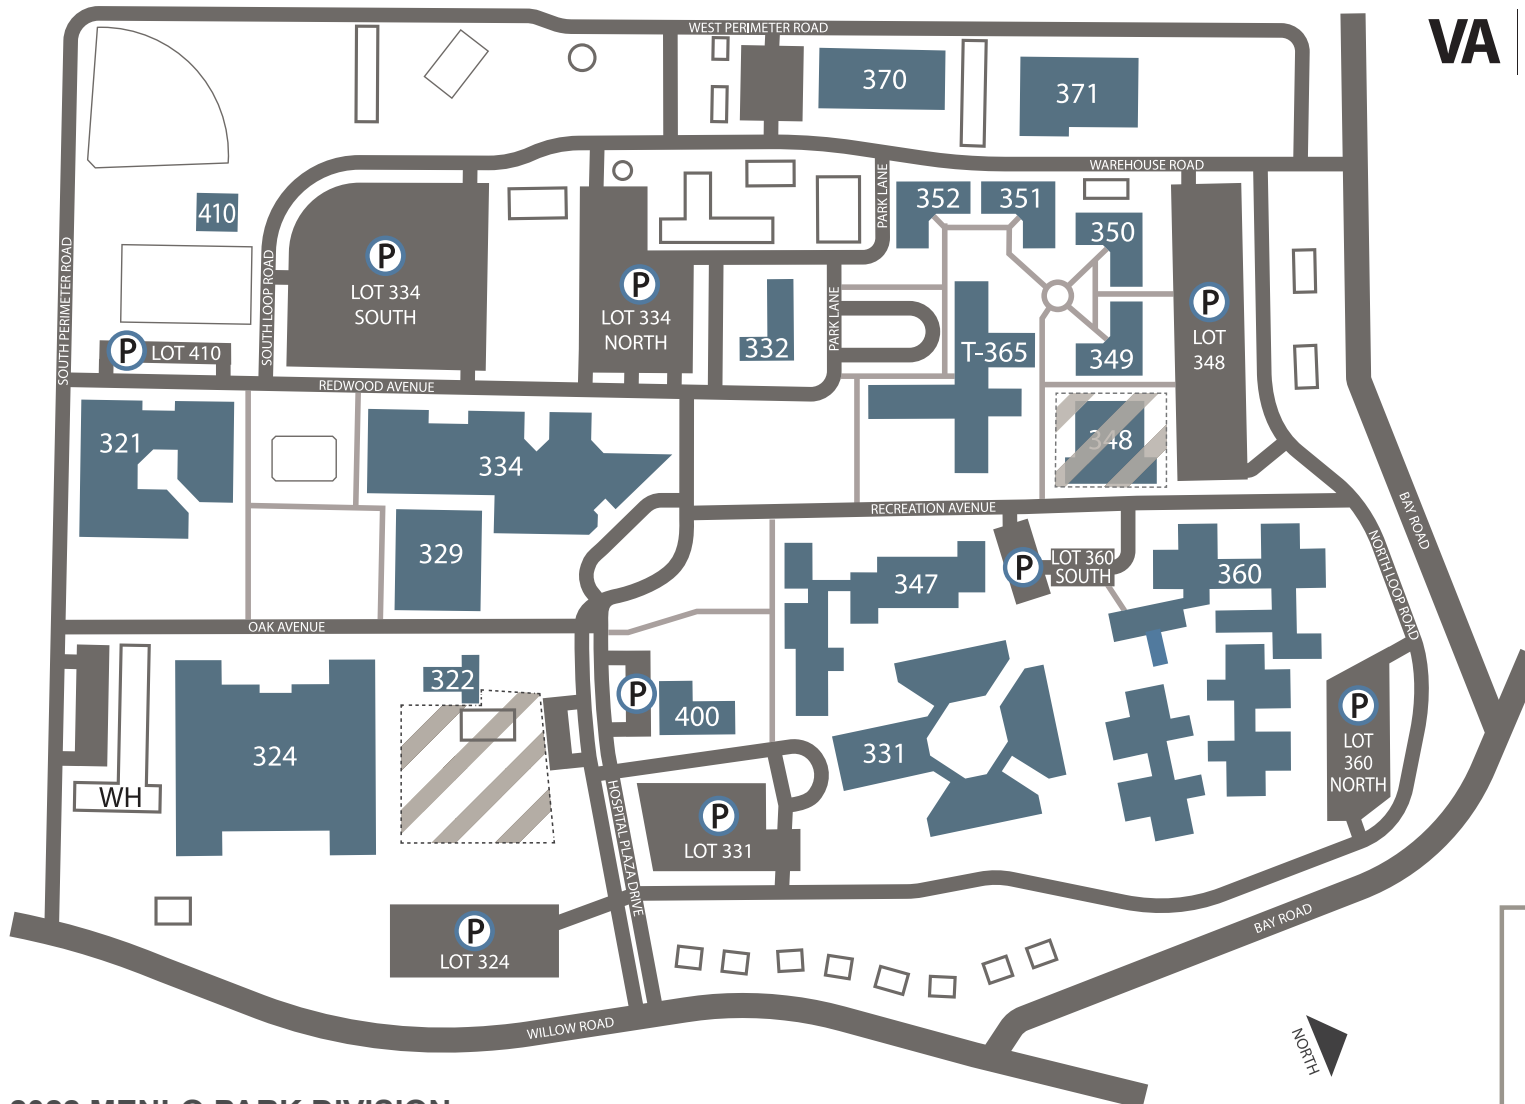 WEST PERIMETER ROAD
VA
370
371
WAREHOUSE ROAD
410
352
351
350
PARK LANE
SOUTH PERIMETER ROAD
SOUTH LOOP ROAD
P
LOT 334
SOUTH
P
LOT 334
NORTH
P
LOT
348
332
PARK LANE
T-365
349
P
LOT 410
REDWOOD AVENUE
321
334
348
329
RECREATION AVENUE
BAY ROAD
NORTH LOOP ROAD
347
P
LOT 360
SOUTH
360
OAK AVENUE
322
P
400
324
331
P
LOT
360
NORTH
WH
HOSPITAL PLAZA DRIVE
P
LOT 331
P
LOT 324
BAY ROAD
WILLOW ROAD
NORTH